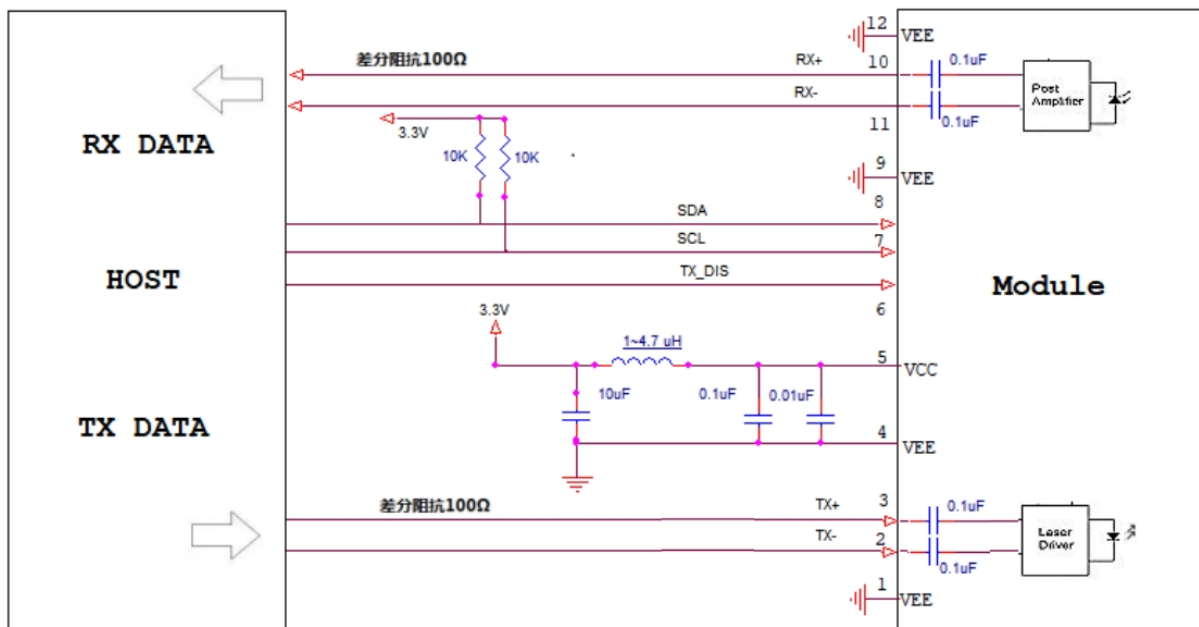 12
VEE
差分阻抗100Ω
RX+
10
0.1uF
RX-
Post
Amplifier
0.1uF
11
3.3V
RX DATA
10K
10K
9
VEE
8
SDA
SCL
7
HOST
TX_DIS
Module
6
3.3V
1~4.7 uH
5
VCC
10uF
0.1uF
0.01uF
TX DATA
4
VEE
差分阻抗100Ω
TX+
3
0.1uF
TX-
2
Laser
Driver
0.1uF
1
VEE